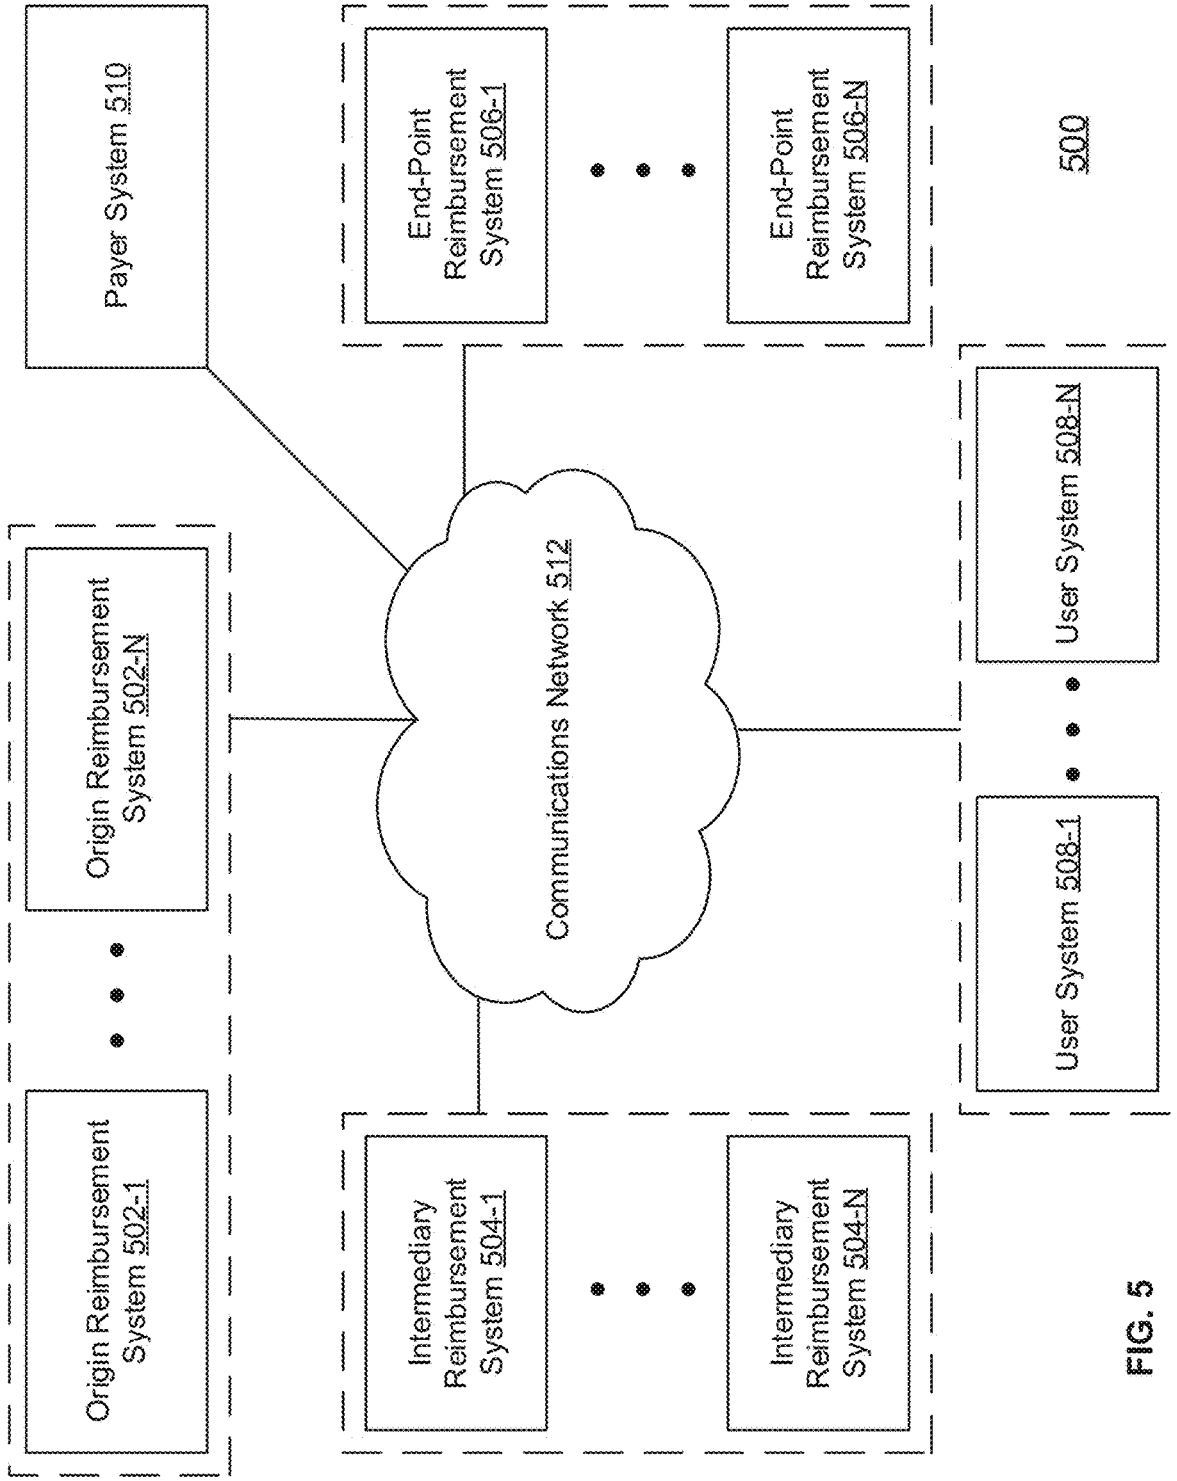 Origin Reimbursement
System 502-1
Origin Reimbursement
System 502-N
Payer System 510
Intermediary
Reimbursement
System 504-1
Intermediary
Reimbursement
System 504-N
Communications Network 512
End-Point
Reimbursement
System 506-1
End-Point
Reimbursement
System 506-N
User System 508-1
User System 508-N
500
FIG. 5